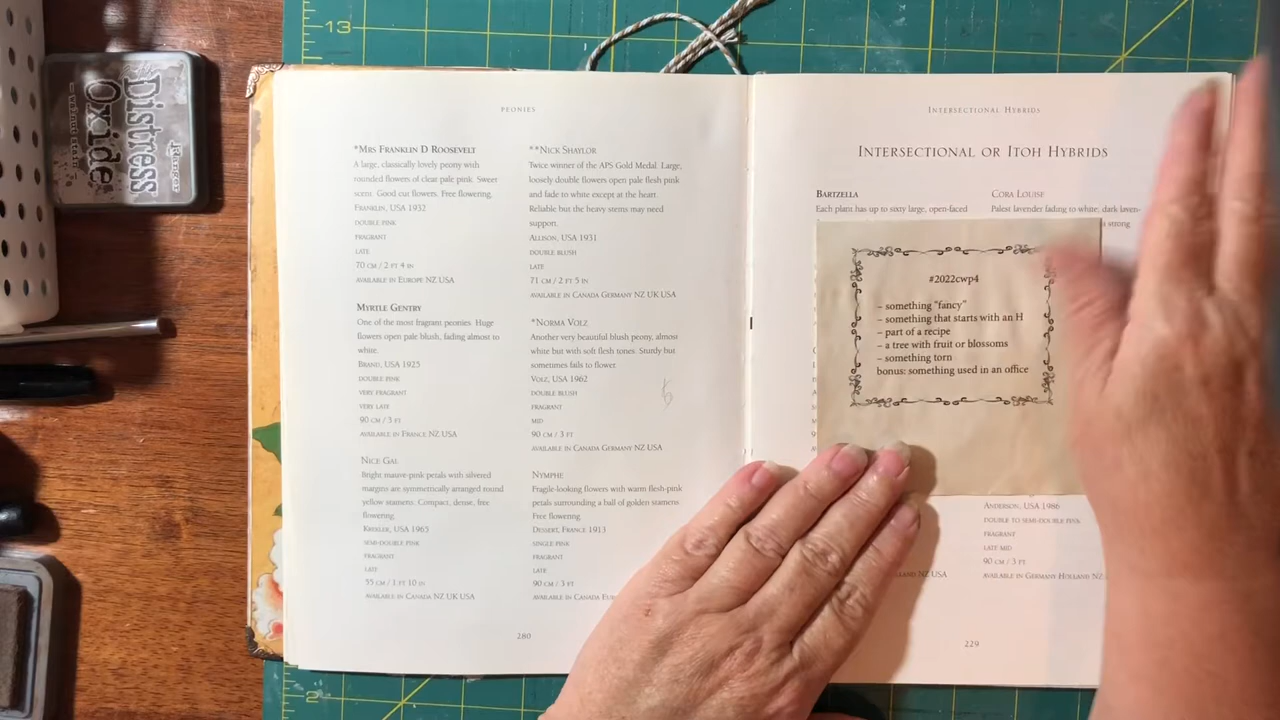 13
Distress
Oxide
PEONIES
*MRS FRANKLIN D ROOSEVELT
A large, classically lovely peony with
rounded flowers of clear pale pink. Sweet
scent. Good cut flowers. Free flowering.
FRANKLIN, USA 1932
DOUBLE PINK
FRAGRANT
LATE
70 CM / 2 FT 4 IN
AVAILABLE IN EUROPE NZ USA
MYRTLE GENTRY
One of the most fragrant peonies. Huge
flowers open pale blush, fading almost to
white.
BRAND, USA 1925
DOUBLE PINK
VERY FRAGRANT
VERY LATE
90 CM / 3 FT
AVAILABLE IN FRANCE NZ USA
NICE GAL
Bright mauve-pink petals with silvered
margins are symmetrically arranged round
yellow stamens. Compact, dense, free
flowering.
KREKLER, USA 1965
SEMI-DOUBLE PINK
FRAGRANT
LATE
55 CM / 1 FT 10 IN
AVAILABLE IN CANADA NZ UK USA
**NICK SHAYLOR
Twice winner of the APS Gold Medal. Large,
loosely double flowers open pale flesh pink
and fade to white except at the heart.
Reliable but the heavy stems may need
support.
ALLISON, USA 1931
DOUBLE BLUSH
LATE
71 CM / 2 FT 5 IN
AVAILABLE IN CANADA GERMANY NZ UK USA
*NORMA VOLZ
Another very beautiful blush peony, almost
white but with soft flesh tones. Sturdy but
sometimes fails to flower.
VOLZ, USA 1962
DOUBLE BLUSH
FRAGRANT
MID
90 CM / 3 FT
AVAILABLE IN CANADA GERMANY NZ USA
NYMPHE
Fragile-looking flowers with warm flesh-pink
petals surrounding a ball of golden stamens.
Free flowering.
DESSERT, FRANCE 1913
SINGLE PINK
FRAGRANT
LATE
90 CM / 3 FT
AVAILABLE IN CANADA
280
INTERSECTIONAL HYBRIDS
INTERSECTIONAL OR ITOH HYBRIDS
BARTZELLA
Each plant has up to sixty large, open-faced
CORA LOUISE
Palest lavender fading to white, dark
a strong
#2022cwp4
– something "fancy"
– something that starts with an H
– part of a recipe
– a tree with fruit or blossoms
– something torn
bonus: something used in an office
NZ USA
ANDERSON, USA 1986
DOUBLE TO SEMI-DOUBLE PINK
FRAGRANT
LATE MID
90 CM / 3 FT
AVAILABLE IN GERMANY HOLLAND NZ
229
2